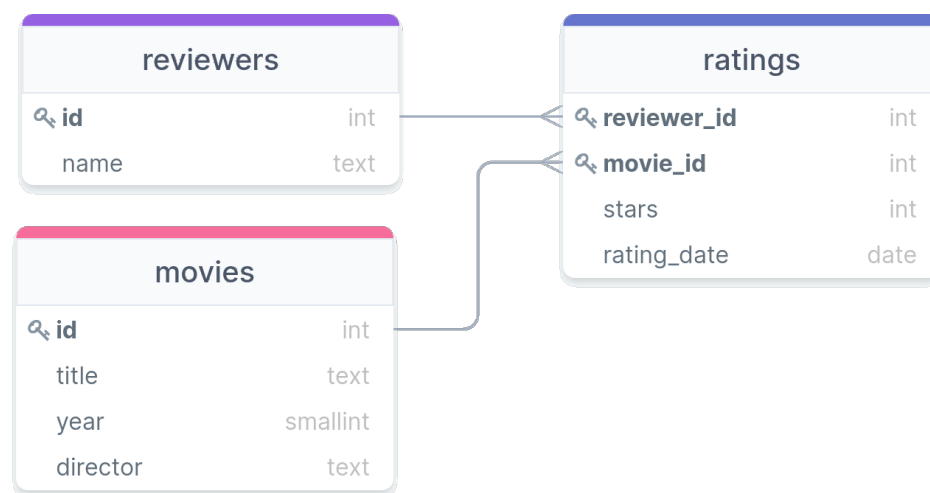 reviewers
id int
name text
ratings
reviewer_id int
movie_id int
stars int
rating_date date
movies
id int
title text
year smallint
director text